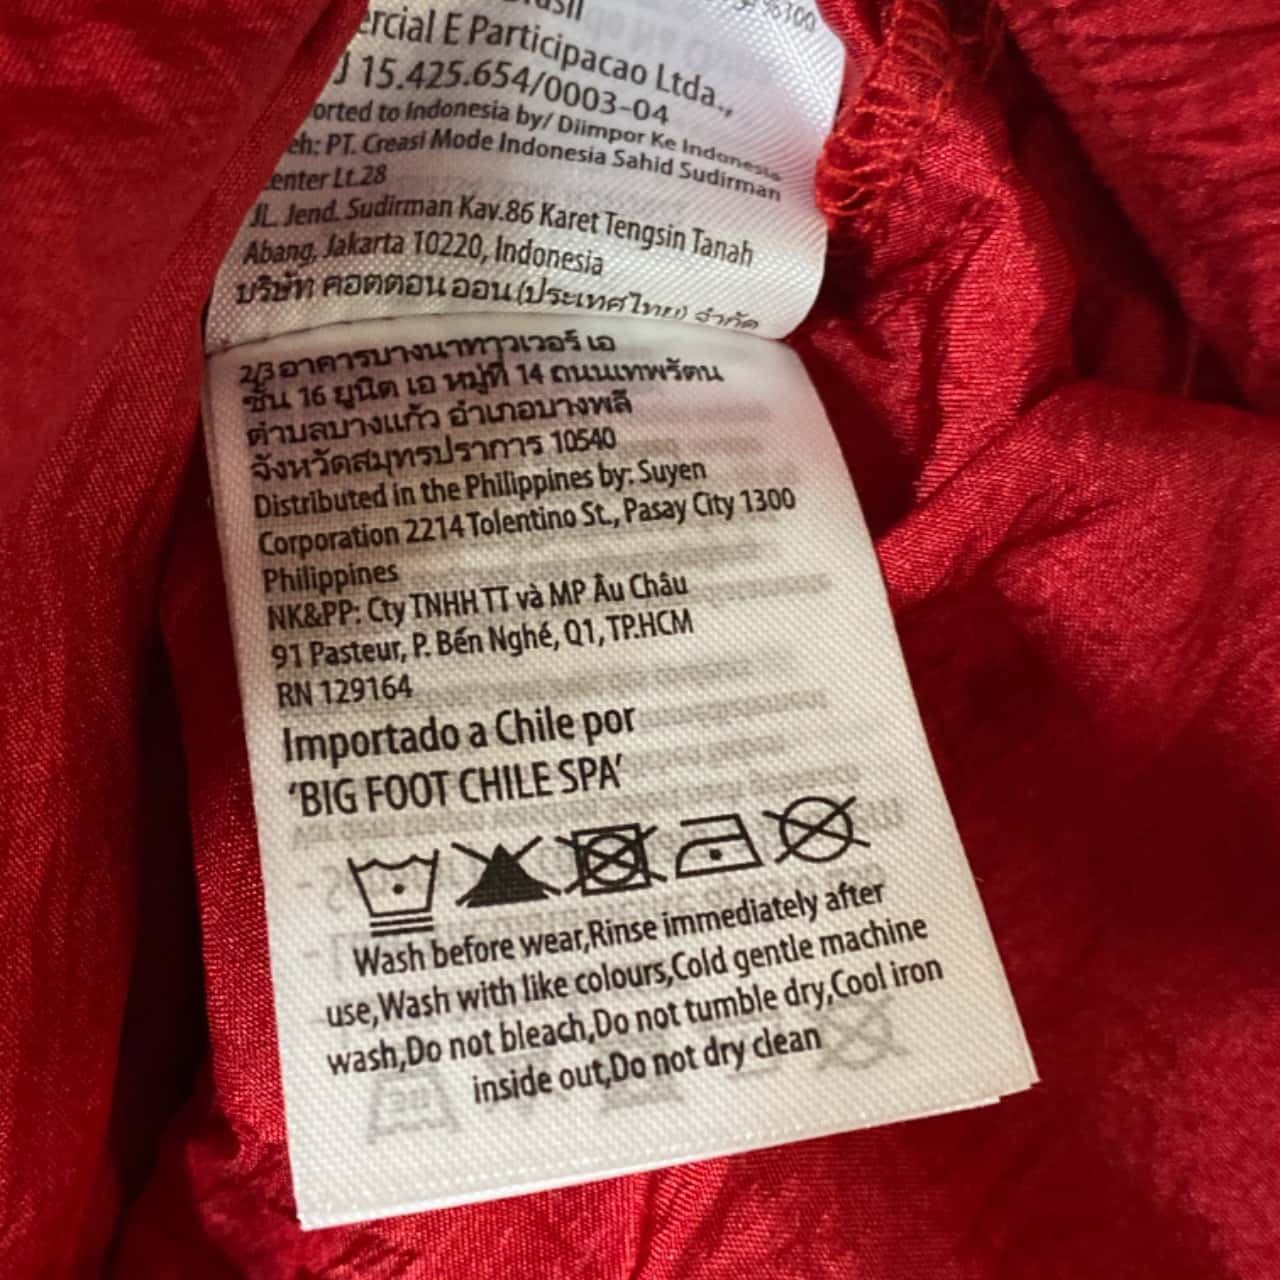 ercial E Participacao Ltda.,
J 15.425.654/0003-04
orted to Indonesia by/ Diimpor Ke Indonesia
eh: PT. Creasi Mode Indonesia Sahid Sudirman
enter Lt.28
JL. Jend. Sudirman Kav.86 Karet Tengsin Tanah
Abang, Jakarta 10220, Indonesia
บริษัท คอตตอน ออน (ประเทศไทย) จำกัด
2/3 อาคารบางนาทาวเวอร์ เอ
ชั้น 16 ยูนิต เอ หมู่ที่ 14 ถนนเทพรัตน
ตำบลบางแก้ว อำเภอบางพลี
จังหวัดสมุทรปราการ 10540
Distributed in the Philippines by: Suyen
Corporation 2214 Tolentino St., Pasay City 1300
Philippines
NK&PP: Cty TNHH TT và MP Âu Châu
91 Pasteur, P. Bến Nghé, Q1, TP.HCM
RN 129164
Importado a Chile por
'BIG FOOT CHILE SPA'
Wash before wear,Rinse immediately after
use,Wash with like colours,Cold gentle machine
wash,Do not bleach,Do not tumble dry,Cool iron
inside out,Do not dry clean